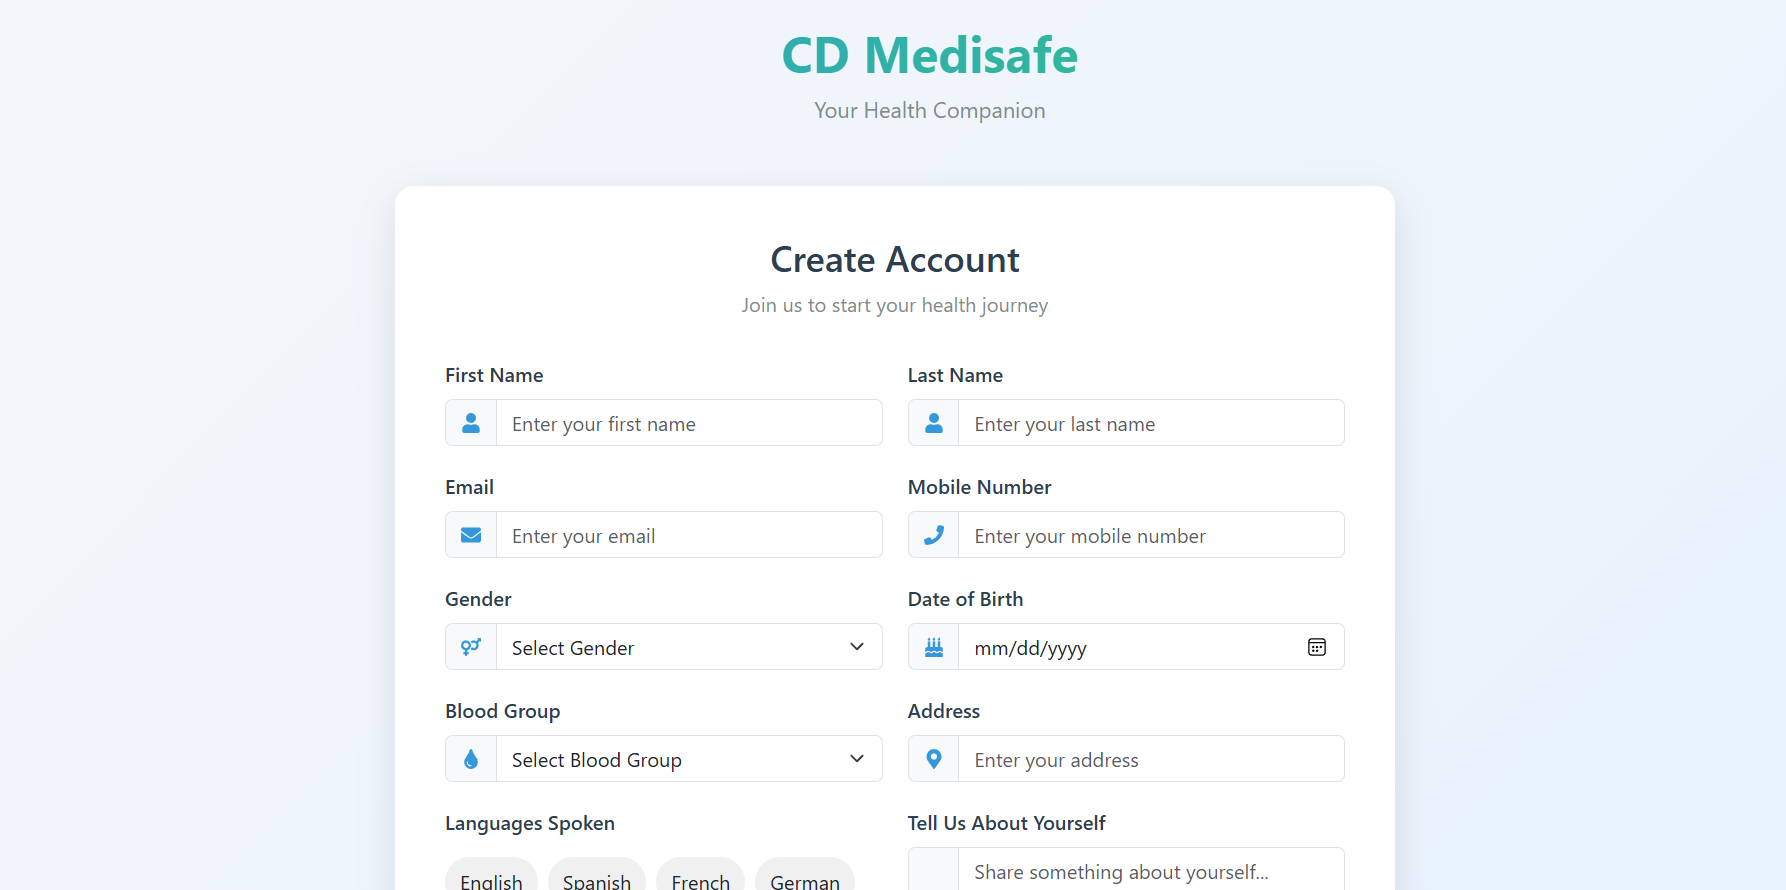 CD Medisafe
Your Health Companion
Create Account
Join us to start your health journey
First Name
Last Name
Enter your first name
Enter your last name
Email
Mobile Number
Enter your email
Enter your mobile number
Gender
Date of Birth
Select Gender
mm/dd/yyyy
Blood Group
Address
Select Blood Group
Enter your address
Languages Spoken
Tell Us About Yourself
English Spanish French German
Share something about yourself...